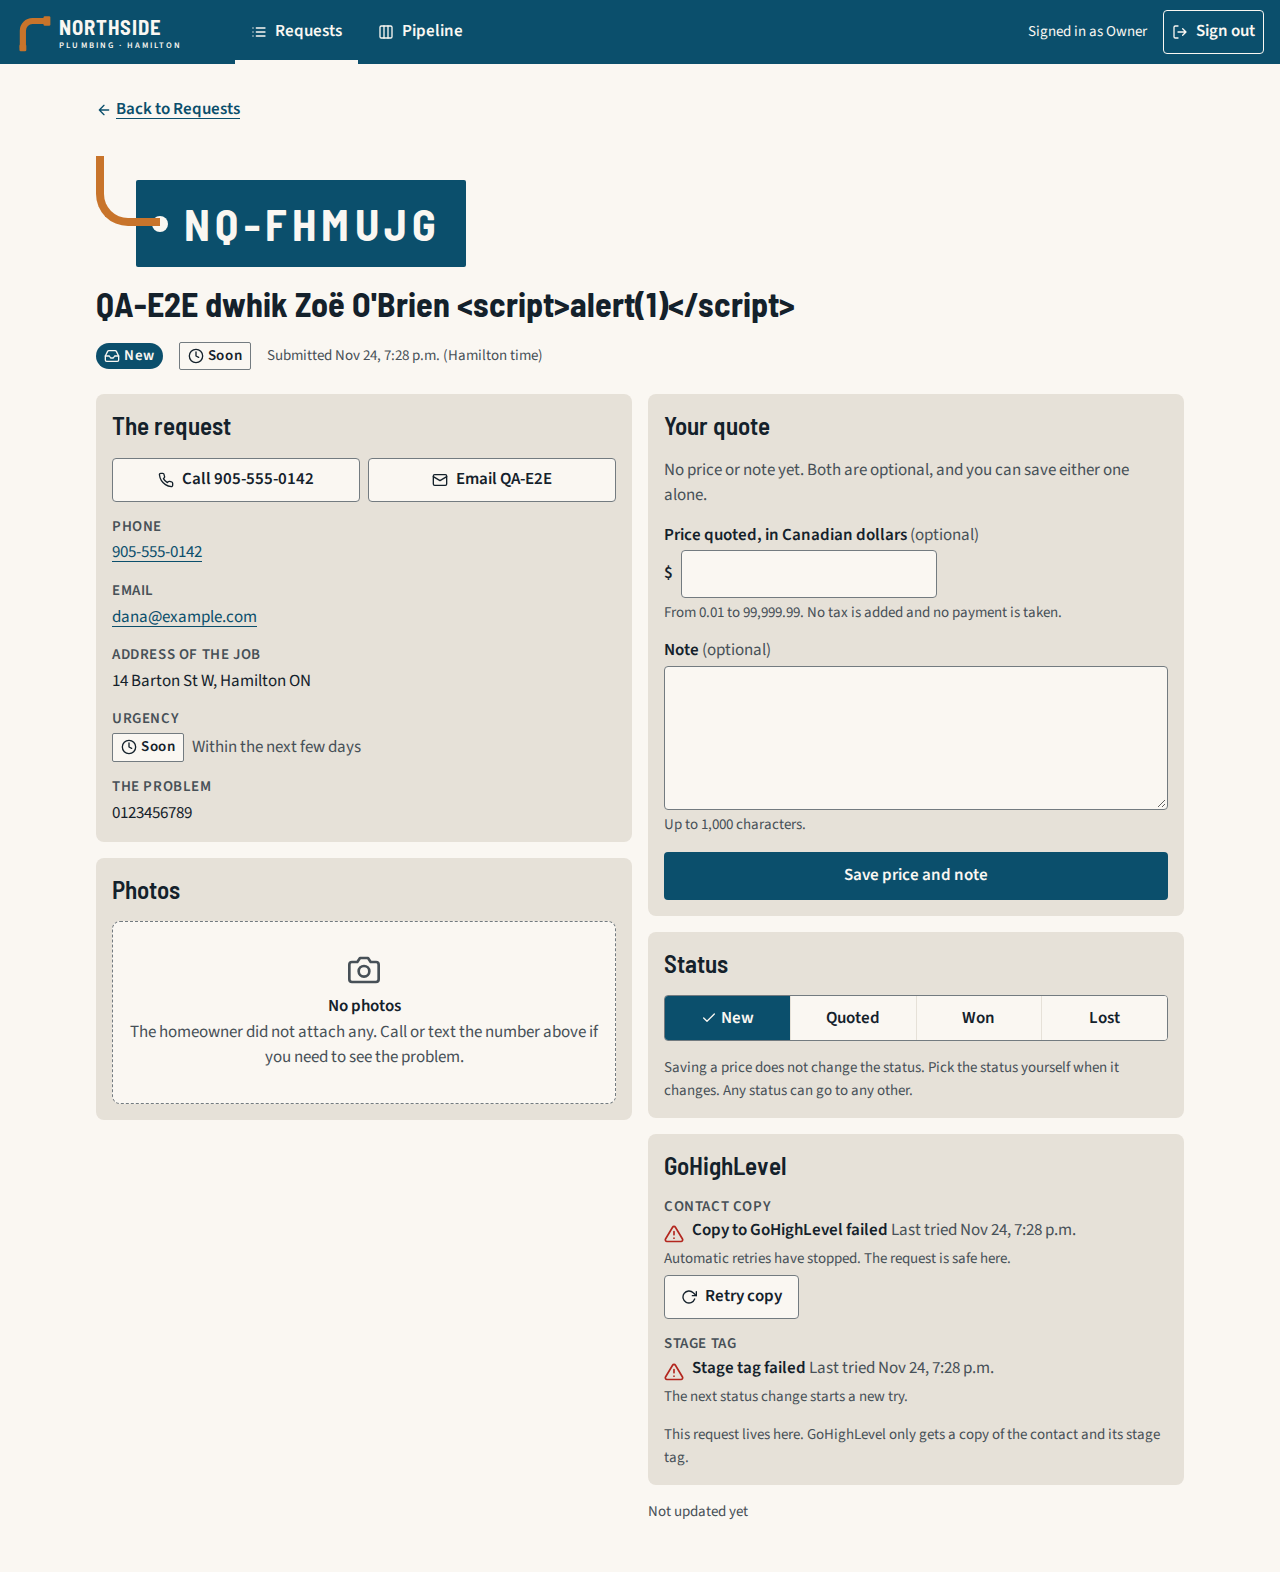 NORTHSIDE
PLUMBING · HAMILTON
Requests
Pipeline
Signed in as Owner
Sign out
Back to Requests
NQ-FHMUJG
QA-E2E dwhik Zoë O'Brien <script>alert(1)</script>
New
Soon
Submitted Nov 24, 7:28 p.m. (Hamilton time)
The request
Call 905-555-0142
Email QA-E2E
PHONE
905-555-0142
EMAIL
dana@example.com
ADDRESS OF THE JOB
14 Barton St W, Hamilton ON
URGENCY
Soon
Within the next few days
THE PROBLEM
0123456789
Photos
No photos
The homeowner did not attach any. Call or text the number above if
you need to see the problem.
Your quote
No price or note yet. Both are optional, and you can save either one
alone.
Price quoted, in Canadian dollars (optional)
$
From 0.01 to 99,999.99. No tax is added and no payment is taken.
Note (optional)
Up to 1,000 characters.
Save price and note
Status
New
Quoted
Won
Lost
Saving a price does not change the status. Pick the status yourself when it
changes. Any status can go to any other.
GoHighLevel
CONTACT COPY
Copy to GoHighLevel failed Last tried Nov 24, 7:28 p.m.
Automatic retries have stopped. The request is safe here.
Retry copy
STAGE TAG
Stage tag failed Last tried Nov 24, 7:28 p.m.
The next status change starts a new try.
This request lives here. GoHighLevel only gets a copy of the contact and its stage
tag.
Not updated yet